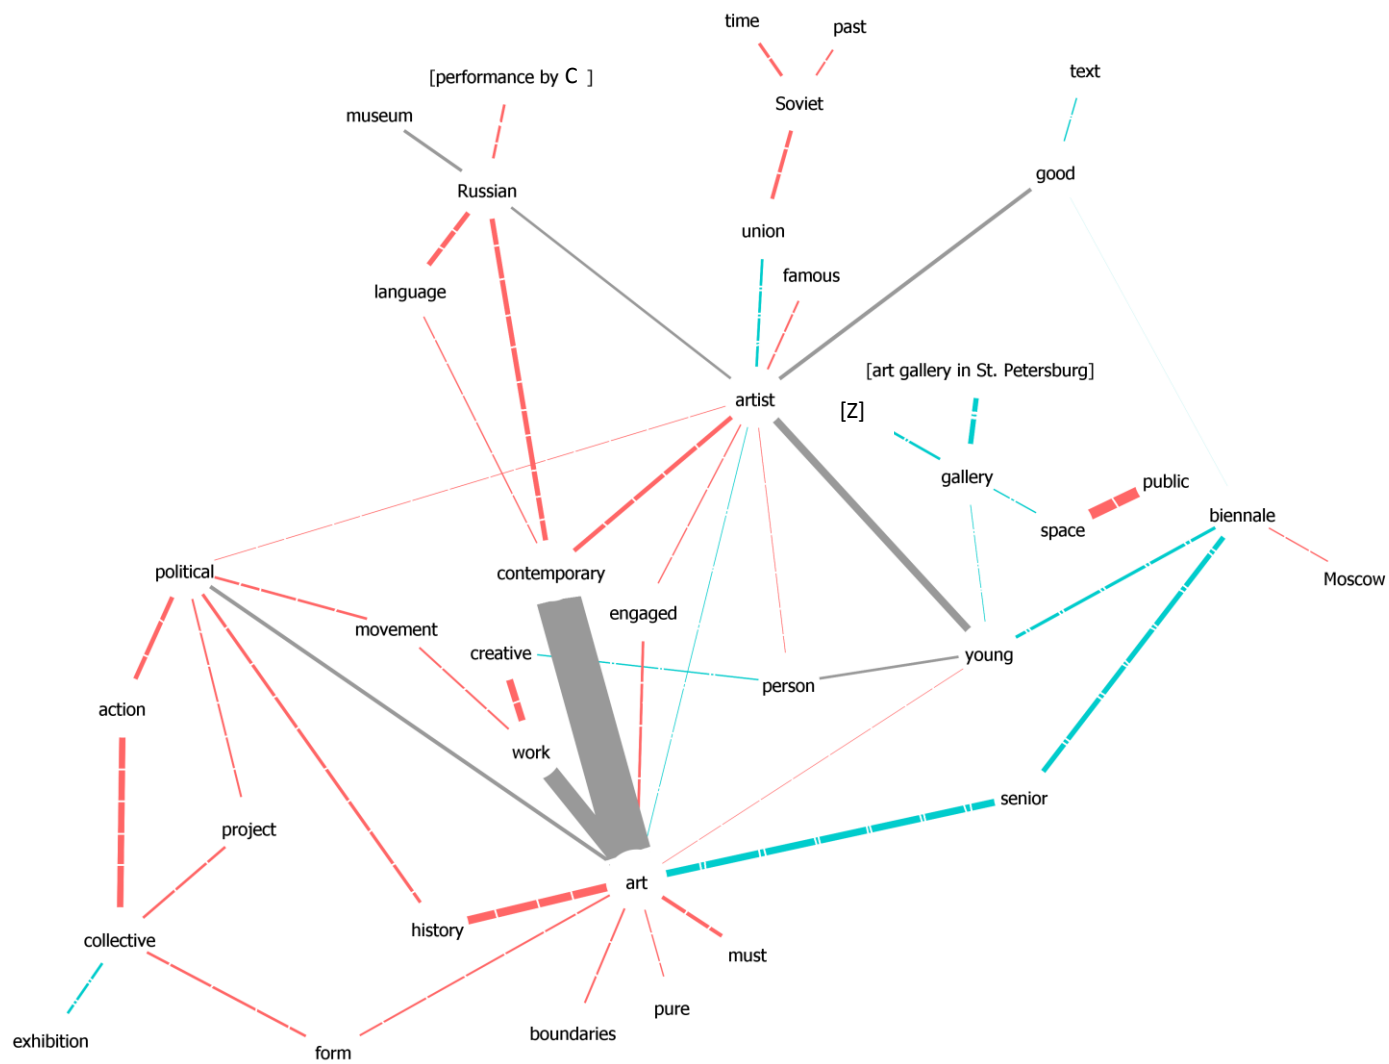 time
past
[performance by C ]
text
museum
Soviet
good
Russian
union
famous
language
[art gallery in St. Petersburg]
artist
[Z]
gallery
public
space
biennale
political
contemporary
Moscow
engaged
movement
creative
young
person
action
work
senior
project
art
history
collective
must
pure
boundaries
exhibition
form